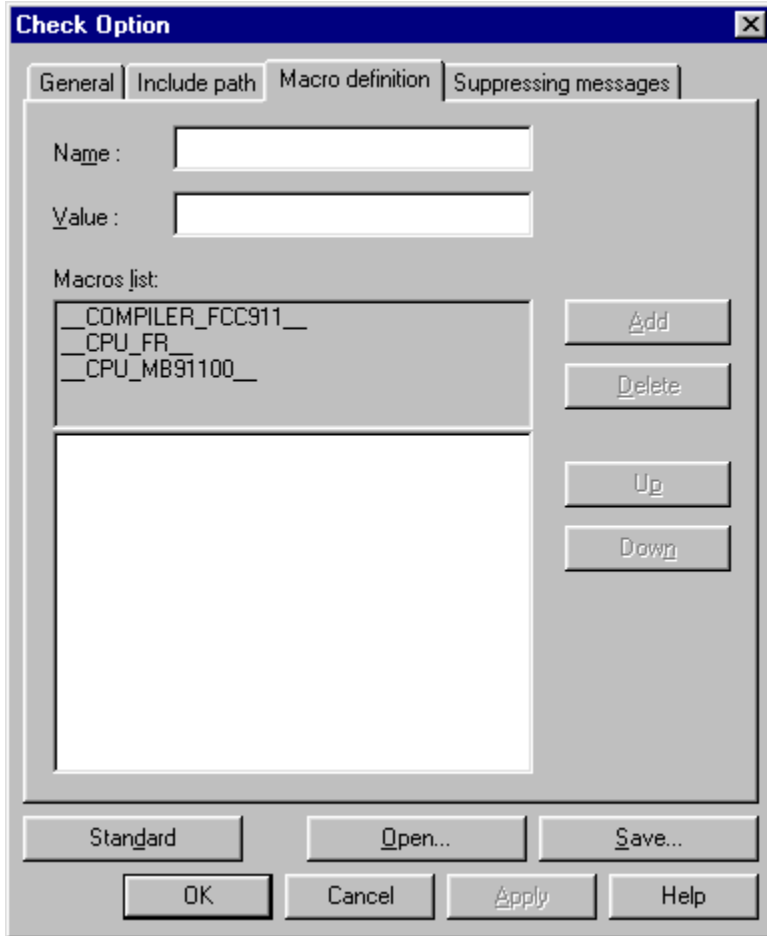 Check Option
General Include path Macro definition Suppressing messages
Name :
Value :
Macros list:
__COMPILER_FCC911__
__CPU_FR__
__CPU_MB91100__
Add
Delete
Up
Down
Standard Open... Save...
OK Cancel Apply Help